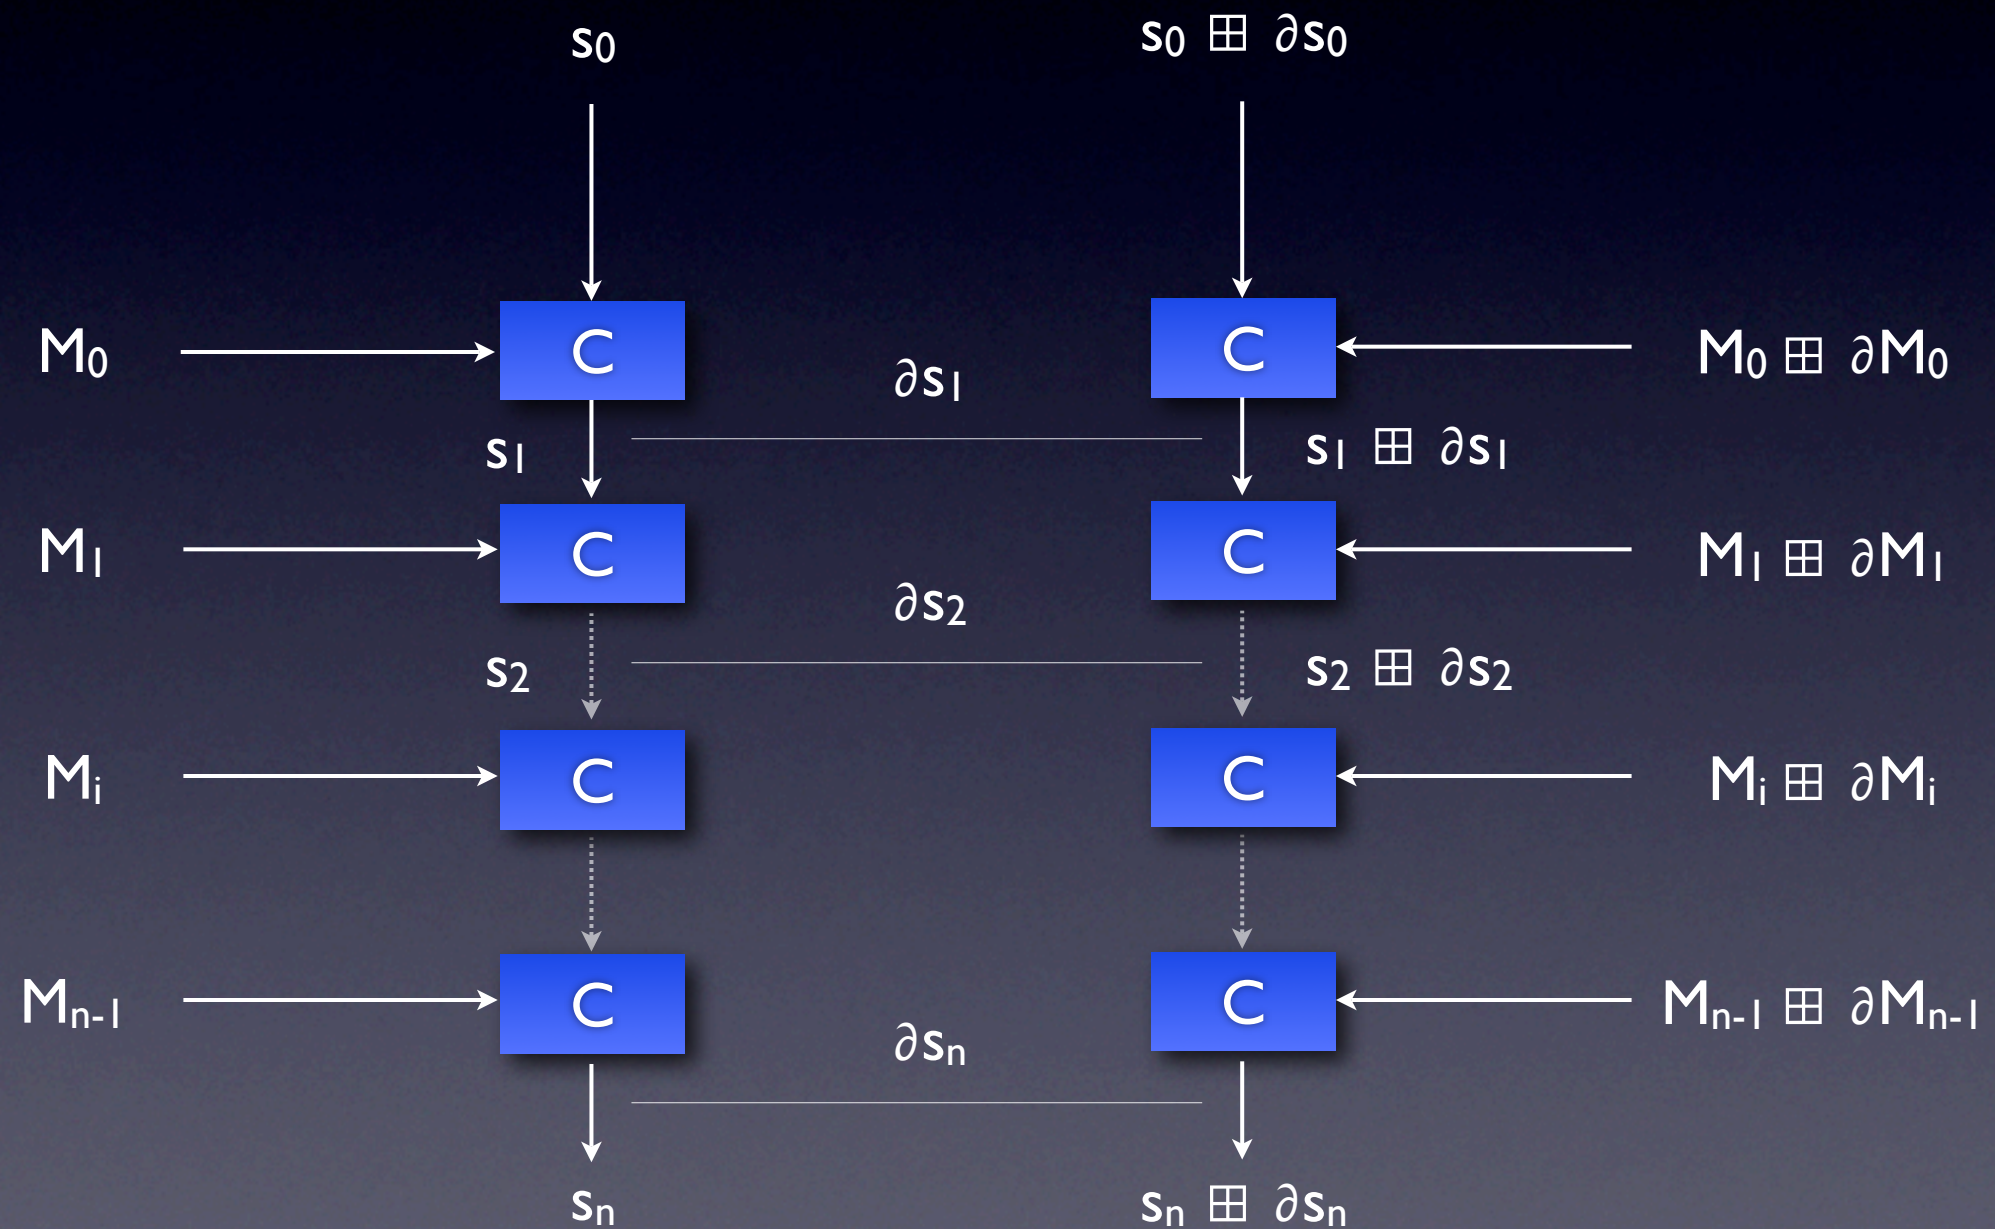 s₀ s₀ ⊞ ∂s₀
M₀ C ∂s₁ C M₀ ⊞ ∂M₀
s₁ s₁ ⊞ ∂s₁
M₁ C C M₁ ⊞ ∂M₁
∂s₂
s₂ s₂ ⊞ ∂s₂
Mᵢ C C Mᵢ ⊞ ∂Mᵢ
Mₙ₋₁ C C Mₙ₋₁ ⊞ ∂Mₙ₋₁
∂sₙ
sₙ sₙ ⊞ ∂sₙ